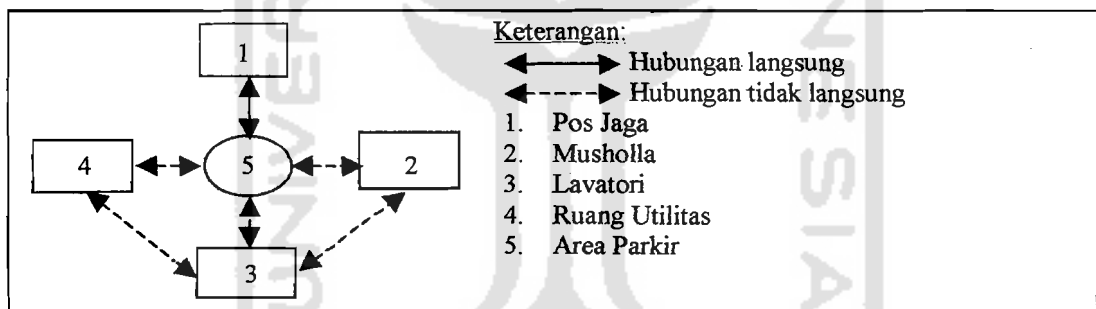 Keterangan:
Hubungan langsung
Hubungan tidak langsung
1. Pos Jaga
2. Musholla
3. Lavatori
4. Ruang Utilitas
5. Area Parkir
1
4
5
2
3